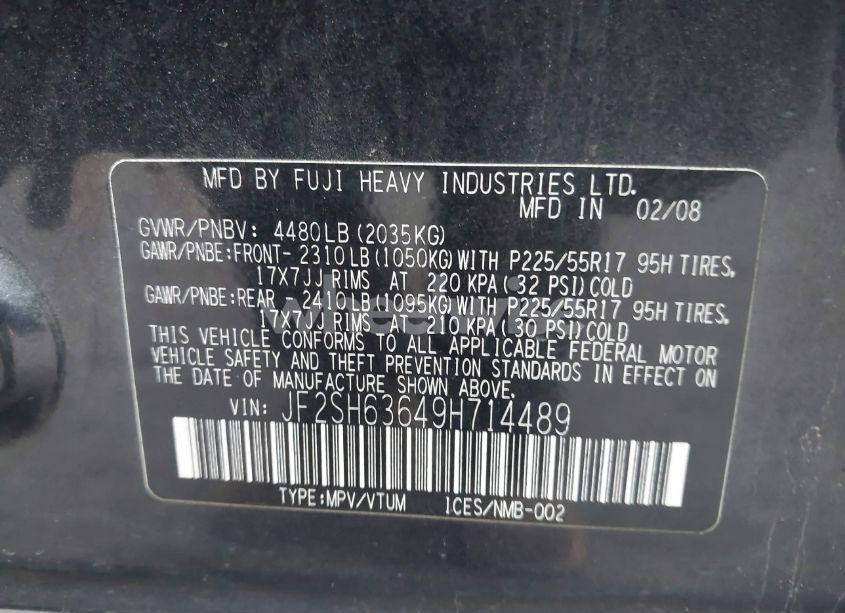 MFD BY FUJI HEAVY INDUSTRIES LTD.
MFD IN 02/08
GVWR/PNBV: 4480LB(2035KG)
GAWR/PNBE:FRONT- 2310LB(1050KG)WITH P225/55R17 95H TIRES,
17X7JJ RIMS AT 220 KPA( 32 PSI)COLD
GAWR/PNBE:REAR - 2410LB(1095KG)WITH P225/55R17 95H TIRES,
17X7JJ RIMS AT 210 KPA( 30 PSI)COLD
THIS VEHICLE CONFORMS TO ALL APPLICABLE FEDERAL MOTOR
VEHICLE SAFETY AND THEFT PREVENTION STANDARDS IN EFFECT ON
THE DATE OF MANUFACTURE SHOWN ABOVE.
VIN: JF2SH63649H714489
TYPE:MPV/VTUM ICES/NMB-002